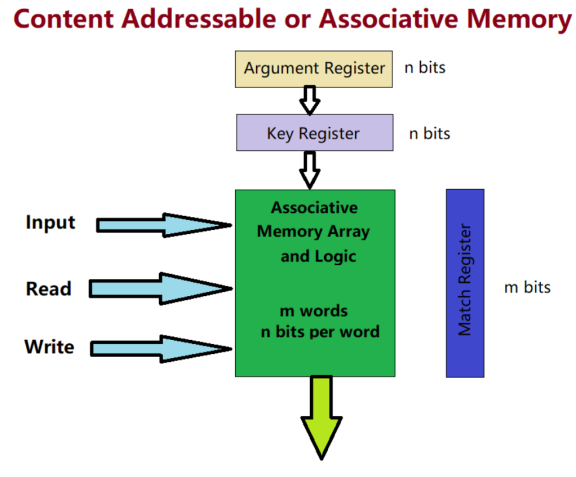 Content Addressable or Associative Memory
Argument Register
n bits
Key Register
n bits
Input
Read
Write
Associative
Memory Array
and Logic
m words
n bits per word
Match Register
m bits